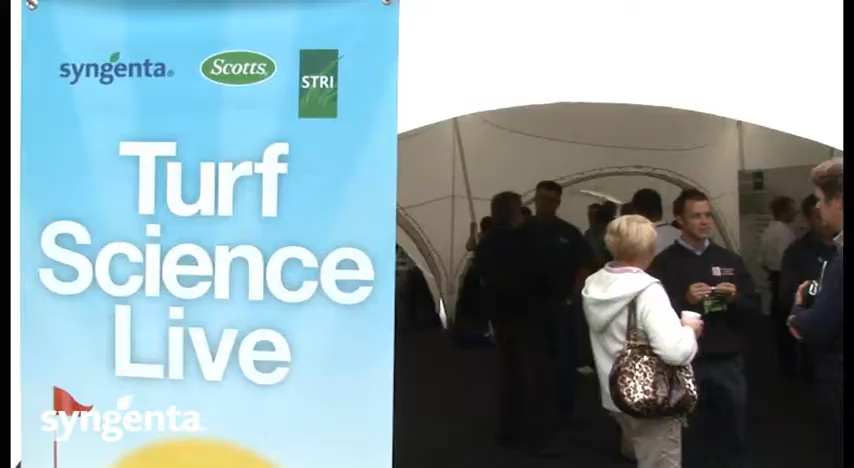 syngenta. Scotts. STRI
Turf
Science
Live
syngenta